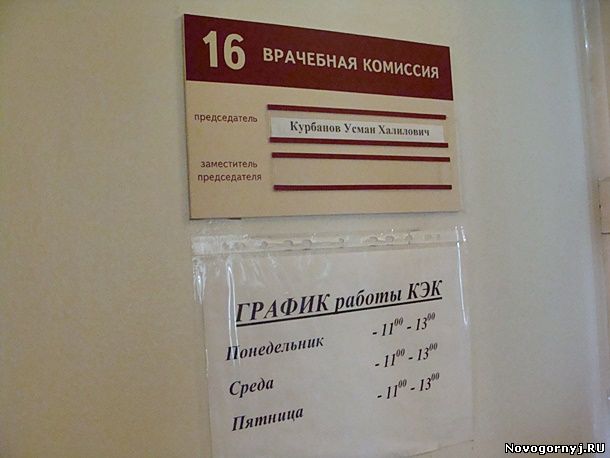 16 ВРАЧЕБНАЯ КОМИССИЯ
председатель
Курбанов Усман Халилович
заместитель
председателя
ГРАФИК работы КЭК
Понедельник - 11⁰⁰ - 13⁰⁰
Среда - 11⁰⁰ - 13⁰⁰
Пятница - 11⁰⁰ - 13⁰⁰
Novogornyj.RU